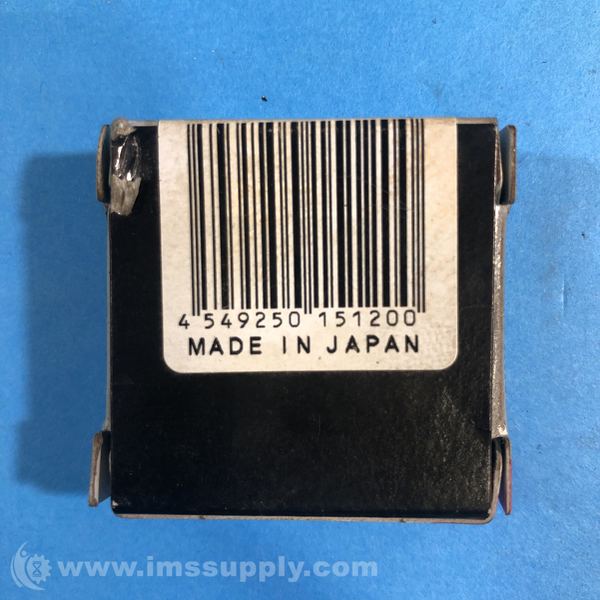 4 549250 151200
MADE IN JAPAN
www.imssupply.com